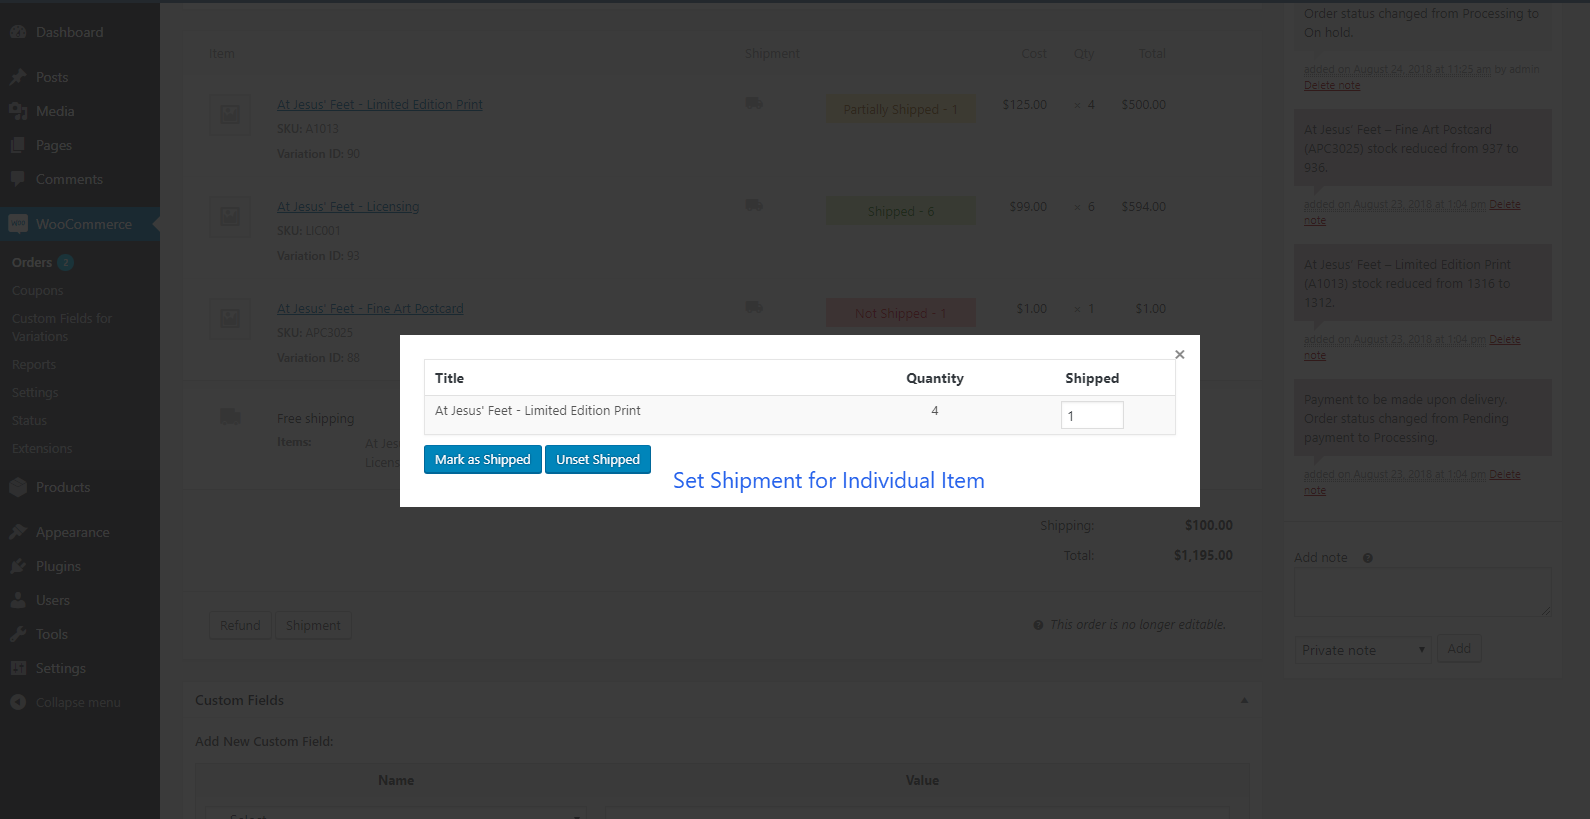 Dashboard
Posts
Media
Pages
Comments
WooCommerce
Orders 2
Coupons
Custom Fields for
Variations
Reports
Settings
Status
Extensions
Products
Appearance
Plugins
Users
Tools
Settings
Collapse menu
Item Shipment Cost Qty Total
At Jesus' Feet - Limited Edition Print Partially Shipped - 1 $125.00 × 4 $500.00
SKU: A1013
Variation ID: 90
At Jesus' Feet - Licensing Shipped - 6 $99.00 × 6 $594.00
SKU: LIC001
Variation ID: 93
At Jesus' Feet - Fine Art Postcard Not Shipped - 1 $1.00 × 1 $1.00
SKU: APC3025
Variation ID: 88
×
Title Quantity Shipped
At Jesus' Feet - Limited Edition Print 4 1
Mark as Shipped Unset Shipped
Set Shipment for Individual Item
Free shipping
Items: At Jes
Licens
Shipping: $100.00
Total: $1,195.00
Refund Shipment
This order is no longer editable.
Custom Fields
Add New Custom Field:
Name Value
Order status changed from Processing to
On hold.
added on August 24, 2018 at 11:25 am by admin
Delete note
At Jesus' Feet – Fine Art Postcard
(APC3025) stock reduced from 937 to
936.
added on August 23, 2018 at 1:04 pm Delete
note
At Jesus' Feet – Limited Edition Print
(A1013) stock reduced from 1316 to
1312.
added on August 23, 2018 at 1:04 pm Delete
note
Payment to be made upon delivery.
Order status changed from Pending
payment to Processing.
added on August 23, 2018 at 1:04 pm Delete
note
Add note
Private note Add